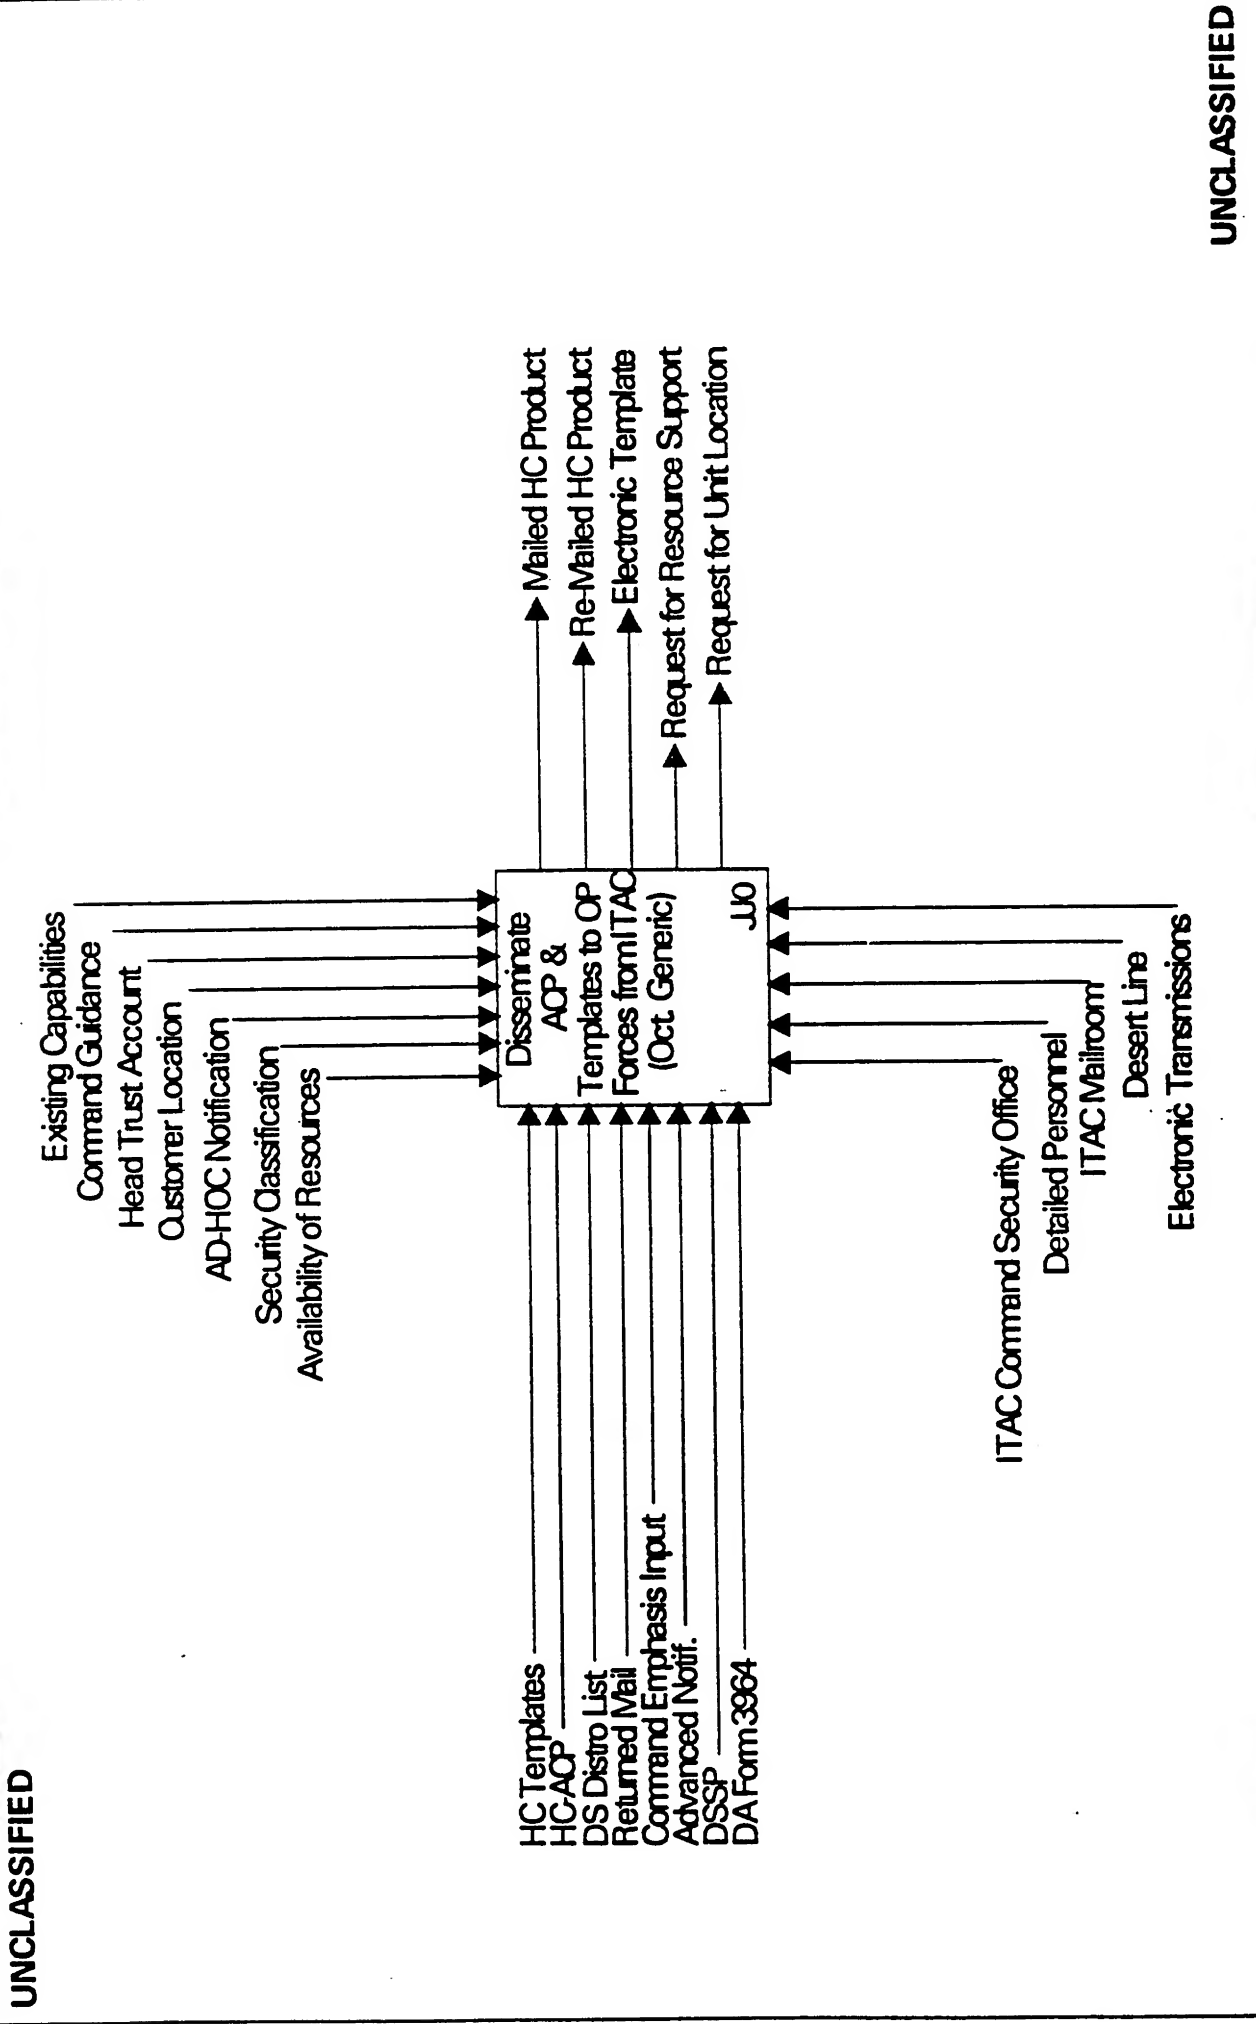 UNCLASSIFIED
Existing Capabilities
Command Guidance
Head Trust Account
Customer Location
AD-HOC Notification
Security Classification
Availability of Resources
HC Templates
HC-AOP
DS Distro List
Returned Mail
Command Emphasis Input
Advanced Notif.
DSSP
DA Form 3964
Disseminate
AOP &
Templates to OP
Forces from ITAC
(Oct. Generic)
JJ0
Mailed HC Product
Re-Mailed HC Product
Electronic Template
Request for Resource Support
Request for Unit Location
ITAC Command Security Office
Detailed Personnel
ITAC Mailroom
Desert Line
Electronic Transmissions
UNCLASSIFIED